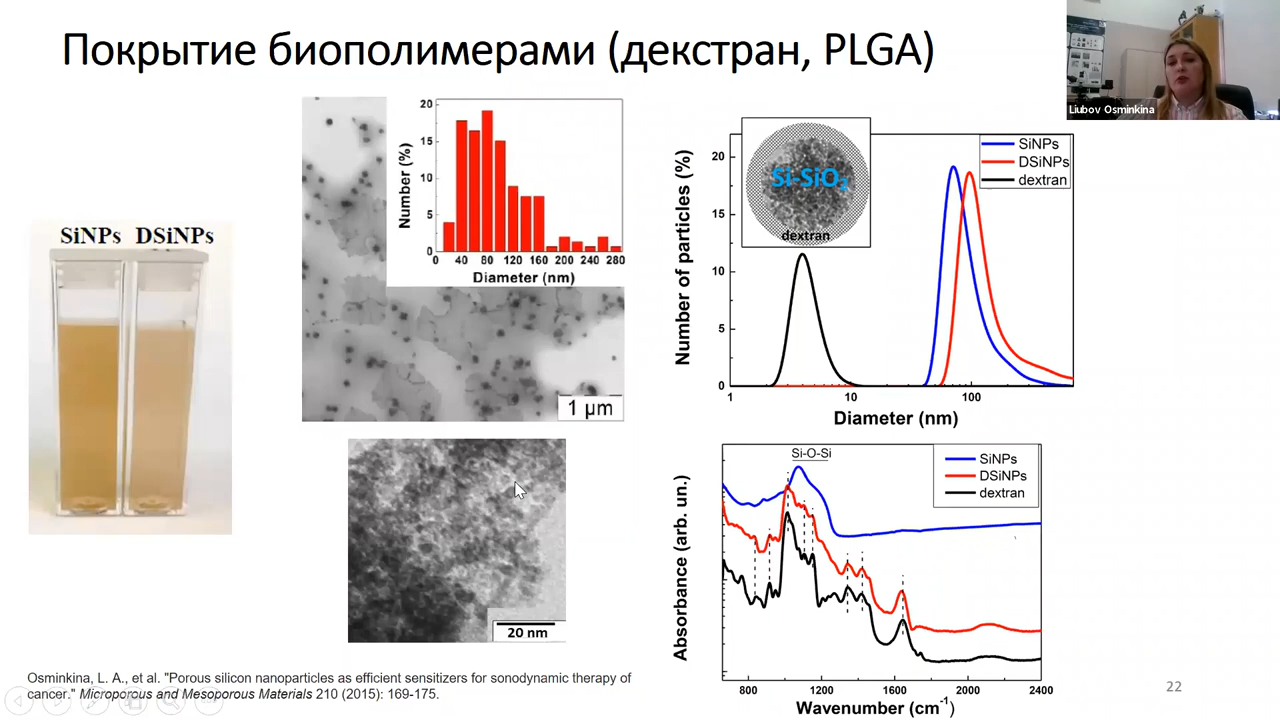 Покрытие биополимерами (декстран, PLGA)
Liubov Osminkina
SiNPs DSiNPs
20
15
10
5
0
Number (%)
0 40 80 120 160 200 240 280
Diameter (nm)
1 µm
20 nm
Si-SiO2
dextran
SiNPs
DSiNPs
dextran
20
15
10
5
0
Number of particles (%)
1 10 100
Diameter (nm)
Si-O-Si
SiNPs
DSiNPs
dextran
Absorbance (arb. un.)
800 1200 1600 2000 2400
Wavenumber (cm-1)
Osminkina, L. A., et al. "Porous silicon nanoparticles as efficient sensitizers for sonodynamic therapy of
cancer." Microporous and Mesoporous Materials 210 (2015): 169-175.
22